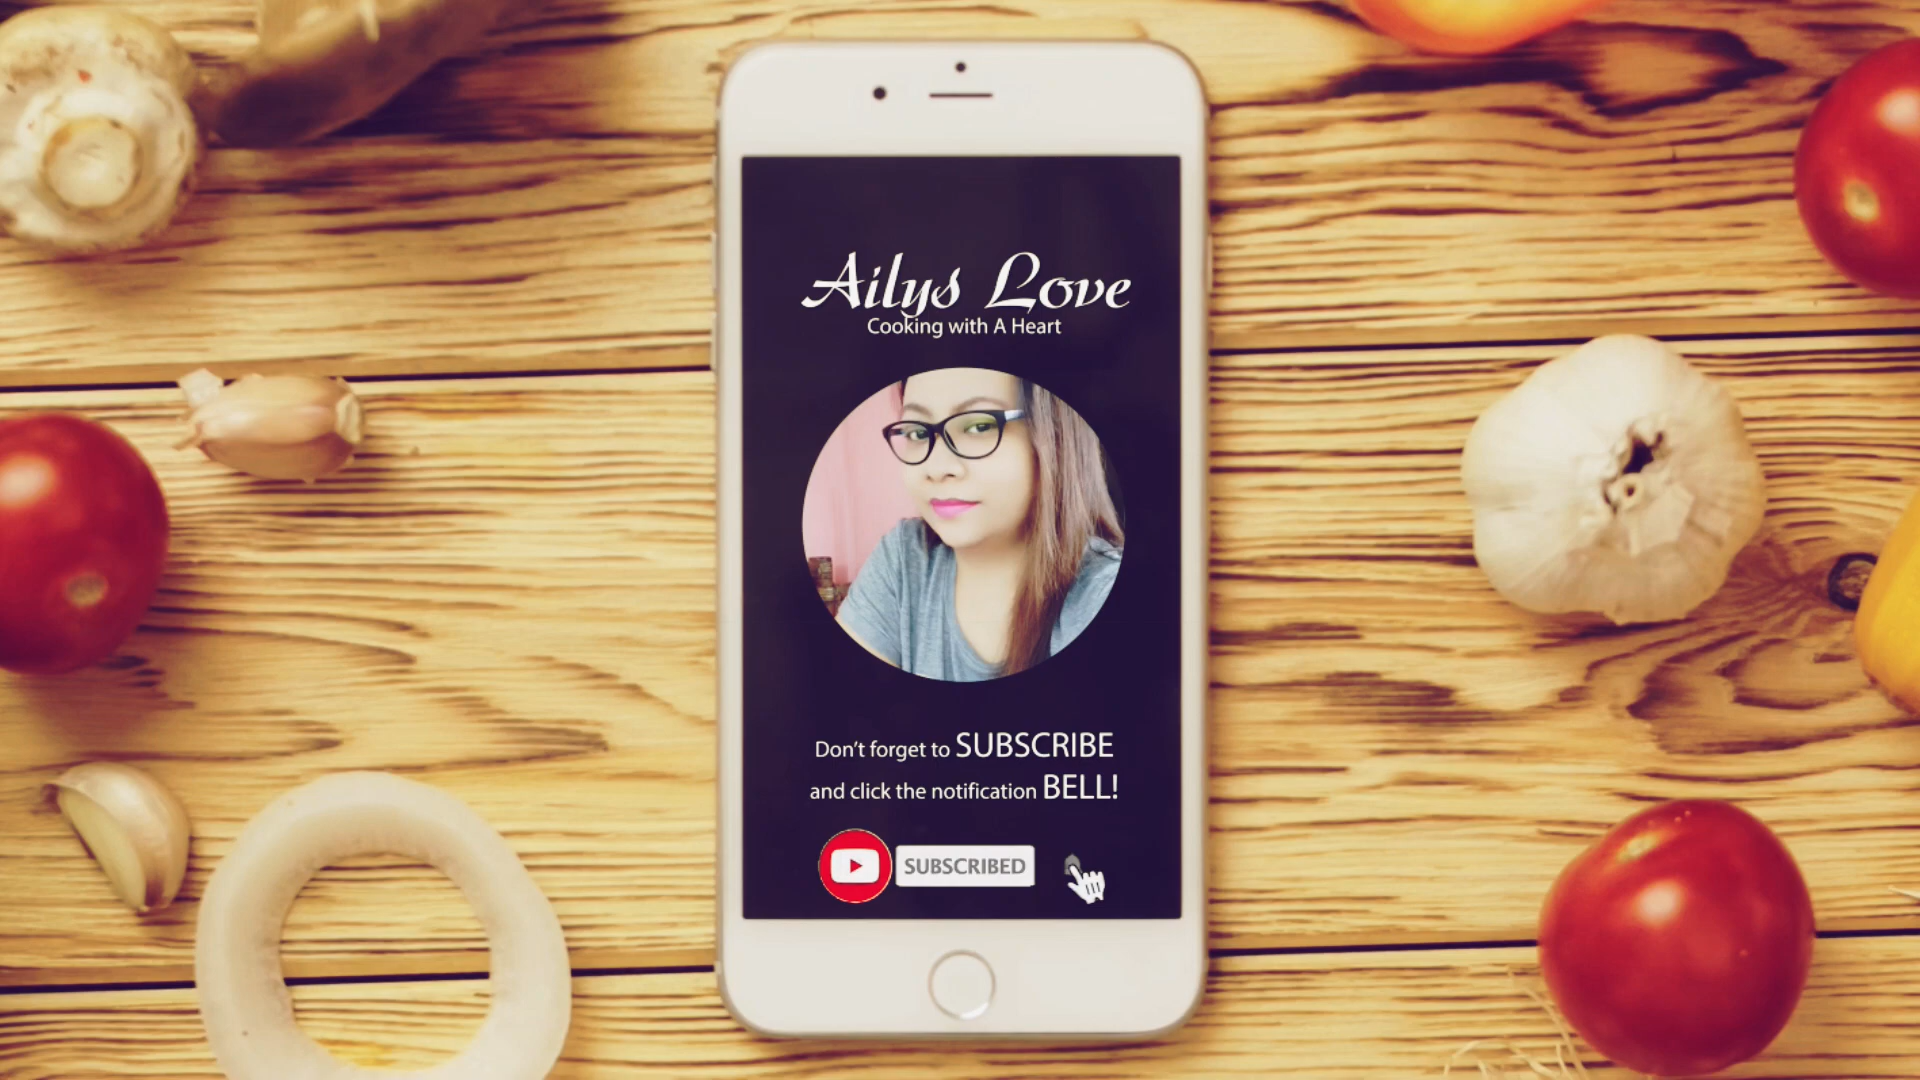 Ailys Love
Cooking with A Heart
Don't forget to SUBSCRIBE
and click the notification BELL!
SUBSCRIBED